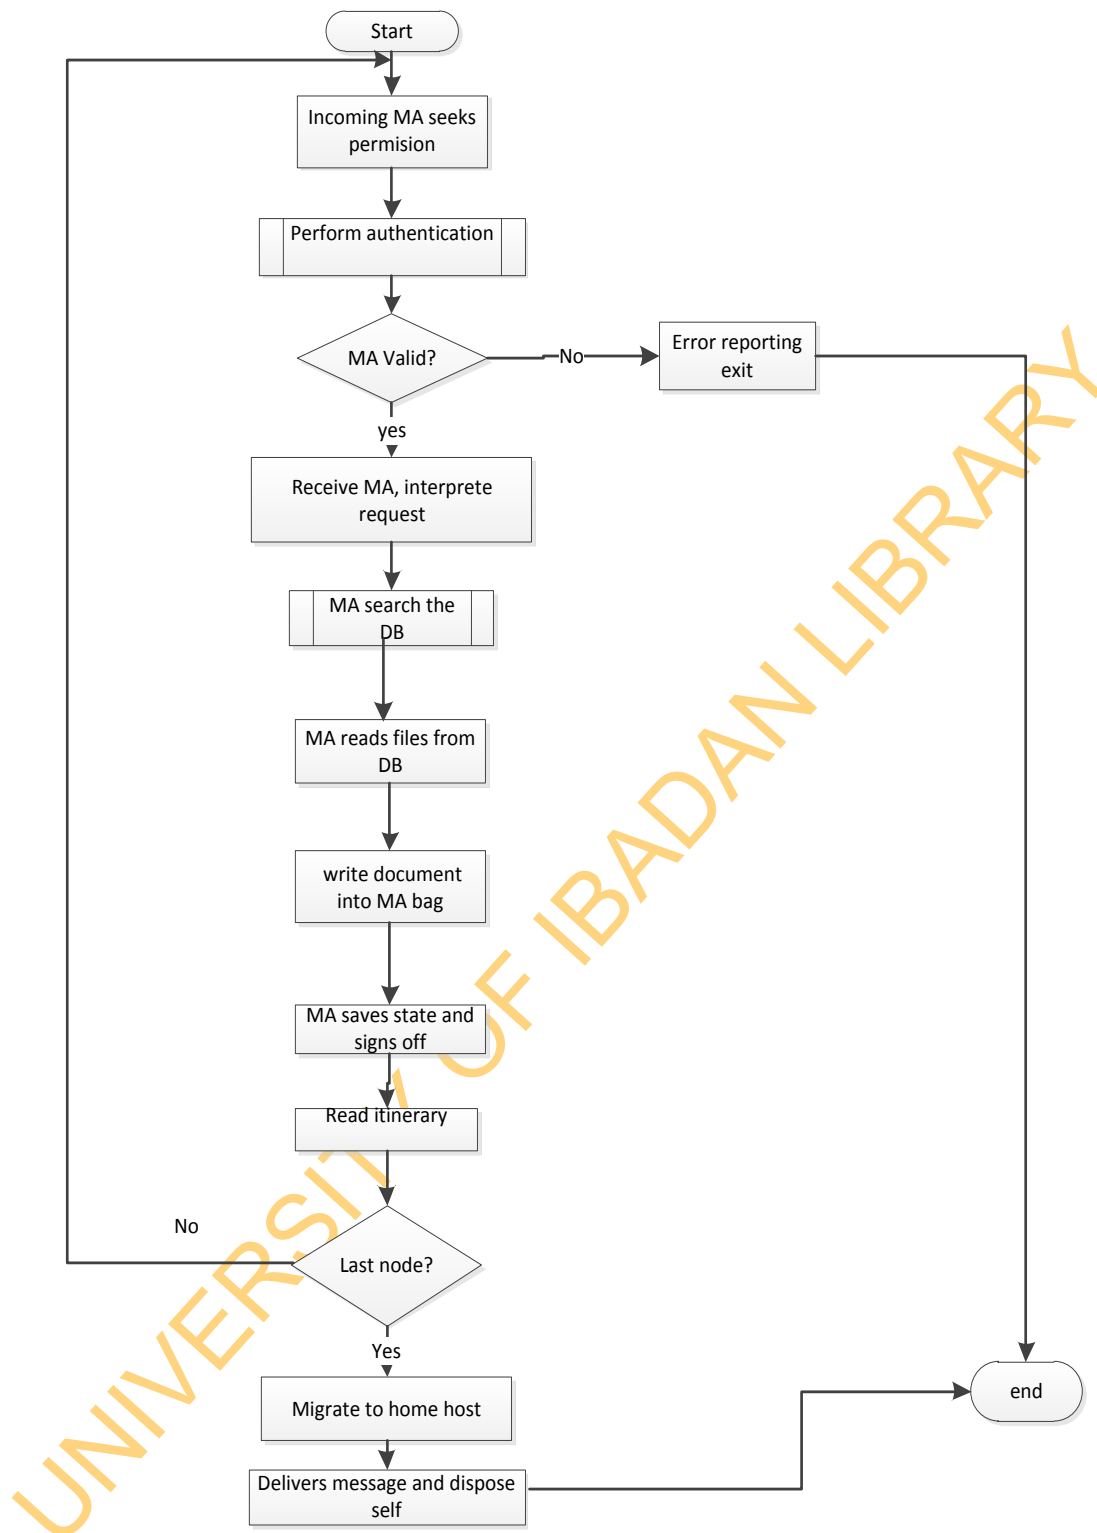 Start
Incoming MA seeks
permision
Perform authentication
MA Valid?
No
Error reporting
exit
yes
Receive MA, interprete
request
MA search the
DB
MA reads files from
DB
write document
into MA bag
MA saves state and
signs off
Read itinerary
No
Last node?
Yes
Migrate to home host
end
Delivers message and dispose
self
UNIVERSITY OF IBADAN LIBRARY